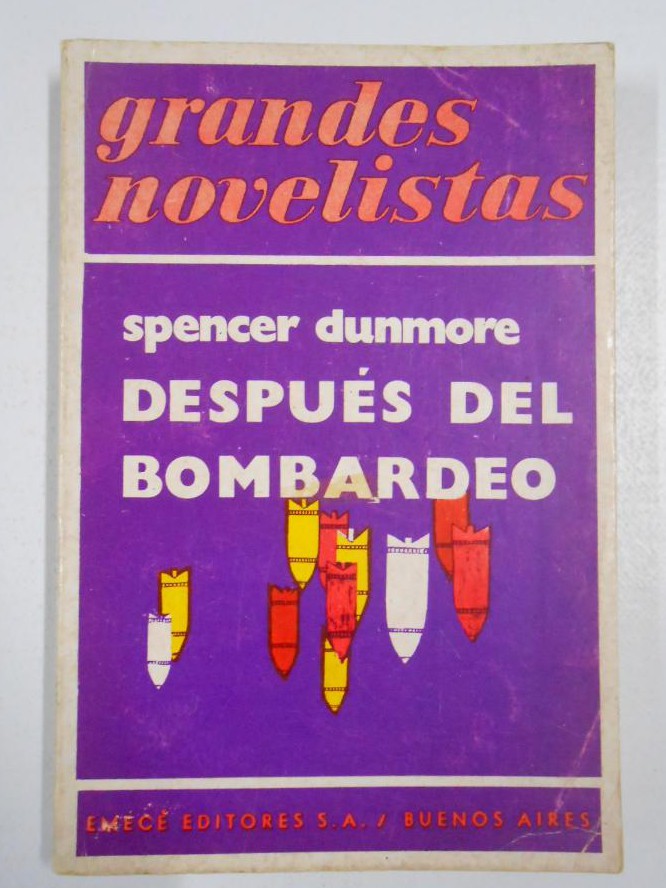 grandes
novelistas
spencer dunmore
DESPUÉS DEL
BOMBARDEO
EMECÉ EDITORES S.A. / BUENOS AIRES